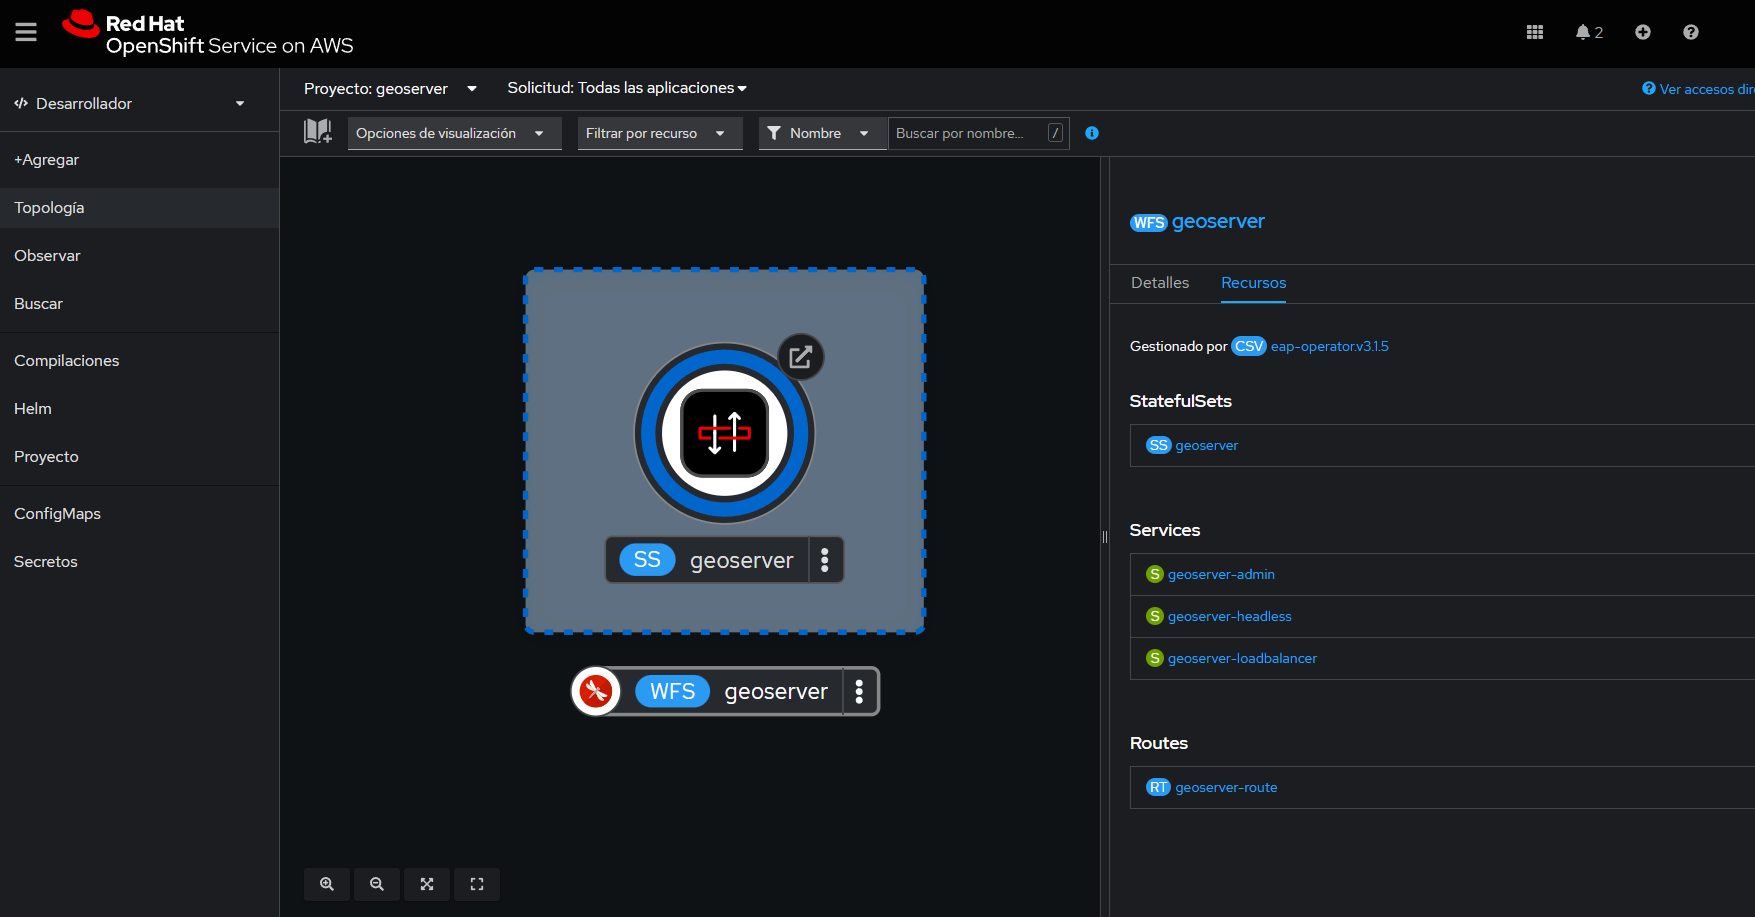 Red Hat
OpenShift Service on AWS
2
Desarrollador
+Agregar
Topología
Observar
Buscar
Compilaciones
Helm
Proyecto
ConfigMaps
Secretos
Proyecto: geoserver
Solicitud: Todas las aplicaciones
Ver accesos dire
Opciones de visualización
Filtrar por recurso
Nombre
Buscar por nombre...
/
SS geoserver
WFS geoserver
WFS geoserver
Detalles
Recursos
Gestionado por CSV eap-operator.v3.1.5
StatefulSets
SS geoserver
Services
S geoserver-admin
S geoserver-headless
S geoserver-loadbalancer
Routes
RT geoserver-route